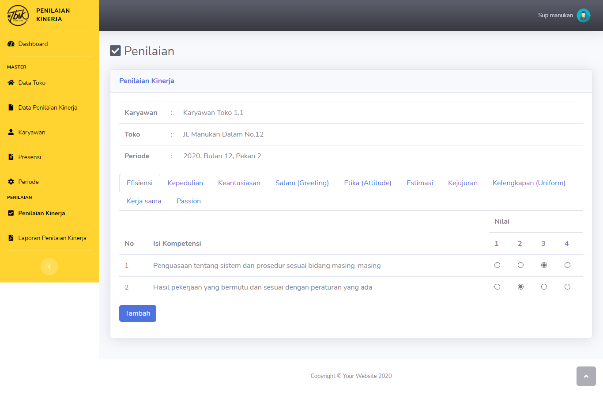 TBK
PENILAIAN
KINERJA
Sup manukan
Dashboard
MASTER
Data Toko
Data Penilaian Kinerja
Karyawan
Presensi
Periode
PENILAIAN
Penilaian Kinerja
Laporan Penilaian Kinerja
Penilaian
Penilaian Kinerja
Karyawan : Karyawan Toko 1.1
Toko : Jl. Manukan Dalam No.12
Periode : 2020, Bulan 12, Pekan 2
Efisiensi Kepedulian Keantusiasan Salam (Greeting) Etika (Attitude) Estimasi Kejujuran Kelengkapan (Uniform)
Kerja sama Passion
Nilai
No Isi Kompetensi 1 2 3 4
1 Penguasaan tentang sistem dan prosedur sesuai bidang masing-masing
2 Hasil pekerjaan yang bermutu dan sesuai dengan peraturan yang ada
Tambah
Copyright © Your Website 2020